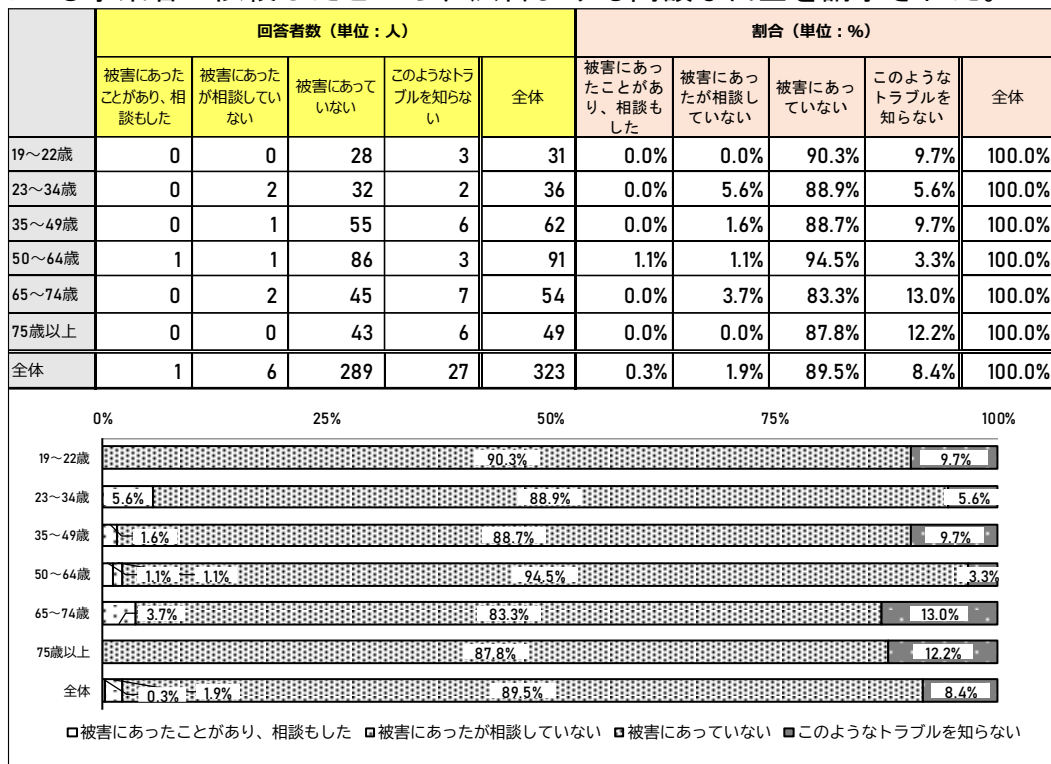 回答者数（単位：人） 割合（単位：%）
被害にあったことがあり、相談もした 被害にあったが相談していない 被害にあっていない このようなトラブルを知らない 全体 被害にあったことがあり、相談もした 被害にあったが相談していない 被害にあっていない このようなトラブルを知らない 全体
19～22歳 0 0 28 3 31 0.0% 0.0% 90.3% 9.7% 100.0%
23～34歳 0 2 32 2 36 0.0% 5.6% 88.9% 5.6% 100.0%
35～49歳 0 1 55 6 62 0.0% 1.6% 88.7% 9.7% 100.0%
50～64歳 1 1 86 3 91 1.1% 1.1% 94.5% 3.3% 100.0%
65～74歳 0 2 45 7 54 0.0% 3.7% 83.3% 13.0% 100.0%
75歳以上 0 0 43 6 49 0.0% 0.0% 87.8% 12.2% 100.0%
全体 1 6 289 27 323 0.3% 1.9% 89.5% 8.4% 100.0%
0% 25% 50% 75% 100%
19～22歳 90.3% 9.7%
23～34歳 5.6% 88.9% 5.6%
35～49歳 1.6% 88.7% 9.7%
50～64歳 1.1% 1.1% 94.5% 3.3%
65～74歳 3.7% 83.3% 13.0%
75歳以上 87.8% 12.2%
全体 0.3% 1.9% 89.5% 8.4%
被害にあったことがあり、相談もした 被害にあったが相談していない 被害にあっていない このようなトラブルを知らない